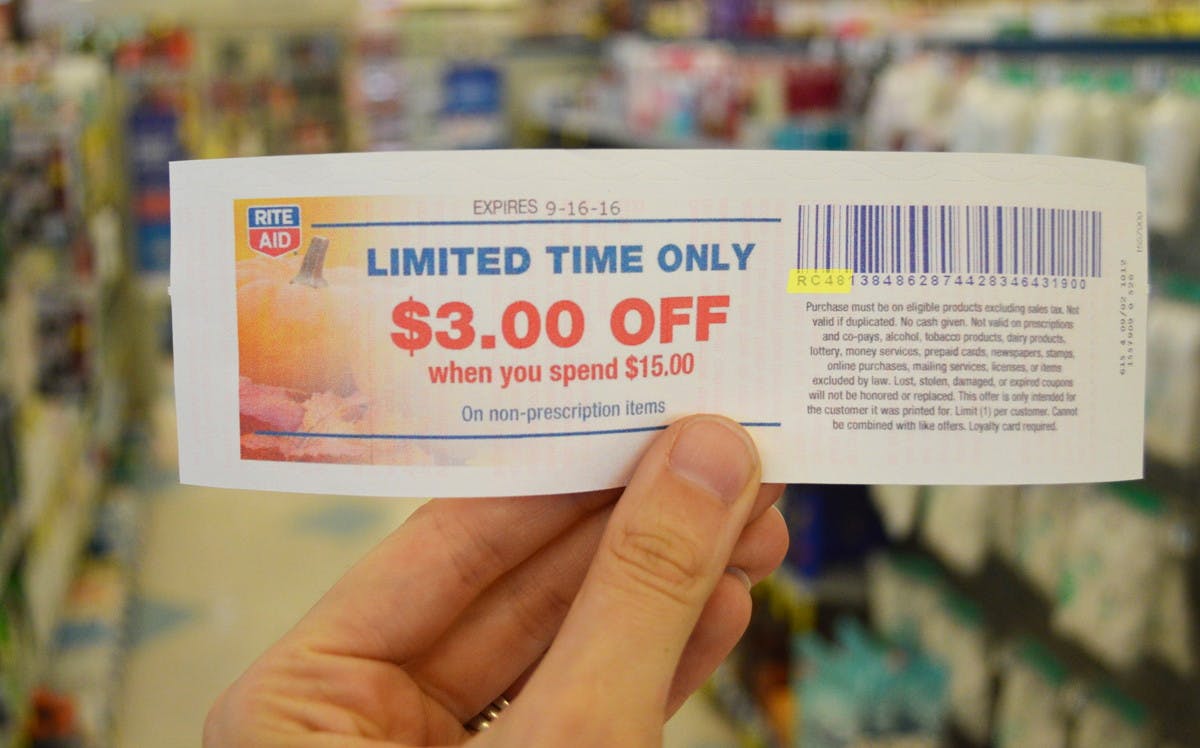 RITE
AID
EXPIRES 9-16-16
LIMITED TIME ONLY
$3.00 OFF
when you spend $15.00
On non-prescription items
RC481384862874428346431900
Purchase must be on eligible products excluding sales tax. Not
valid if duplicated. No cash given. Not valid on prescriptions
and co-pays, alcohol, tobacco products, dairy products,
lottery, money services, prepaid cards, newspapers, stamps,
online purchases, mailing services, licenses, or items
excluded by law. Lost, stolen, damaged, or expired coupons
will not be honored or replaced. This offer is only intended for
the customer it was printed for. Limit (1) per customer. Cannot
be combined with like offers. Loyalty card required.